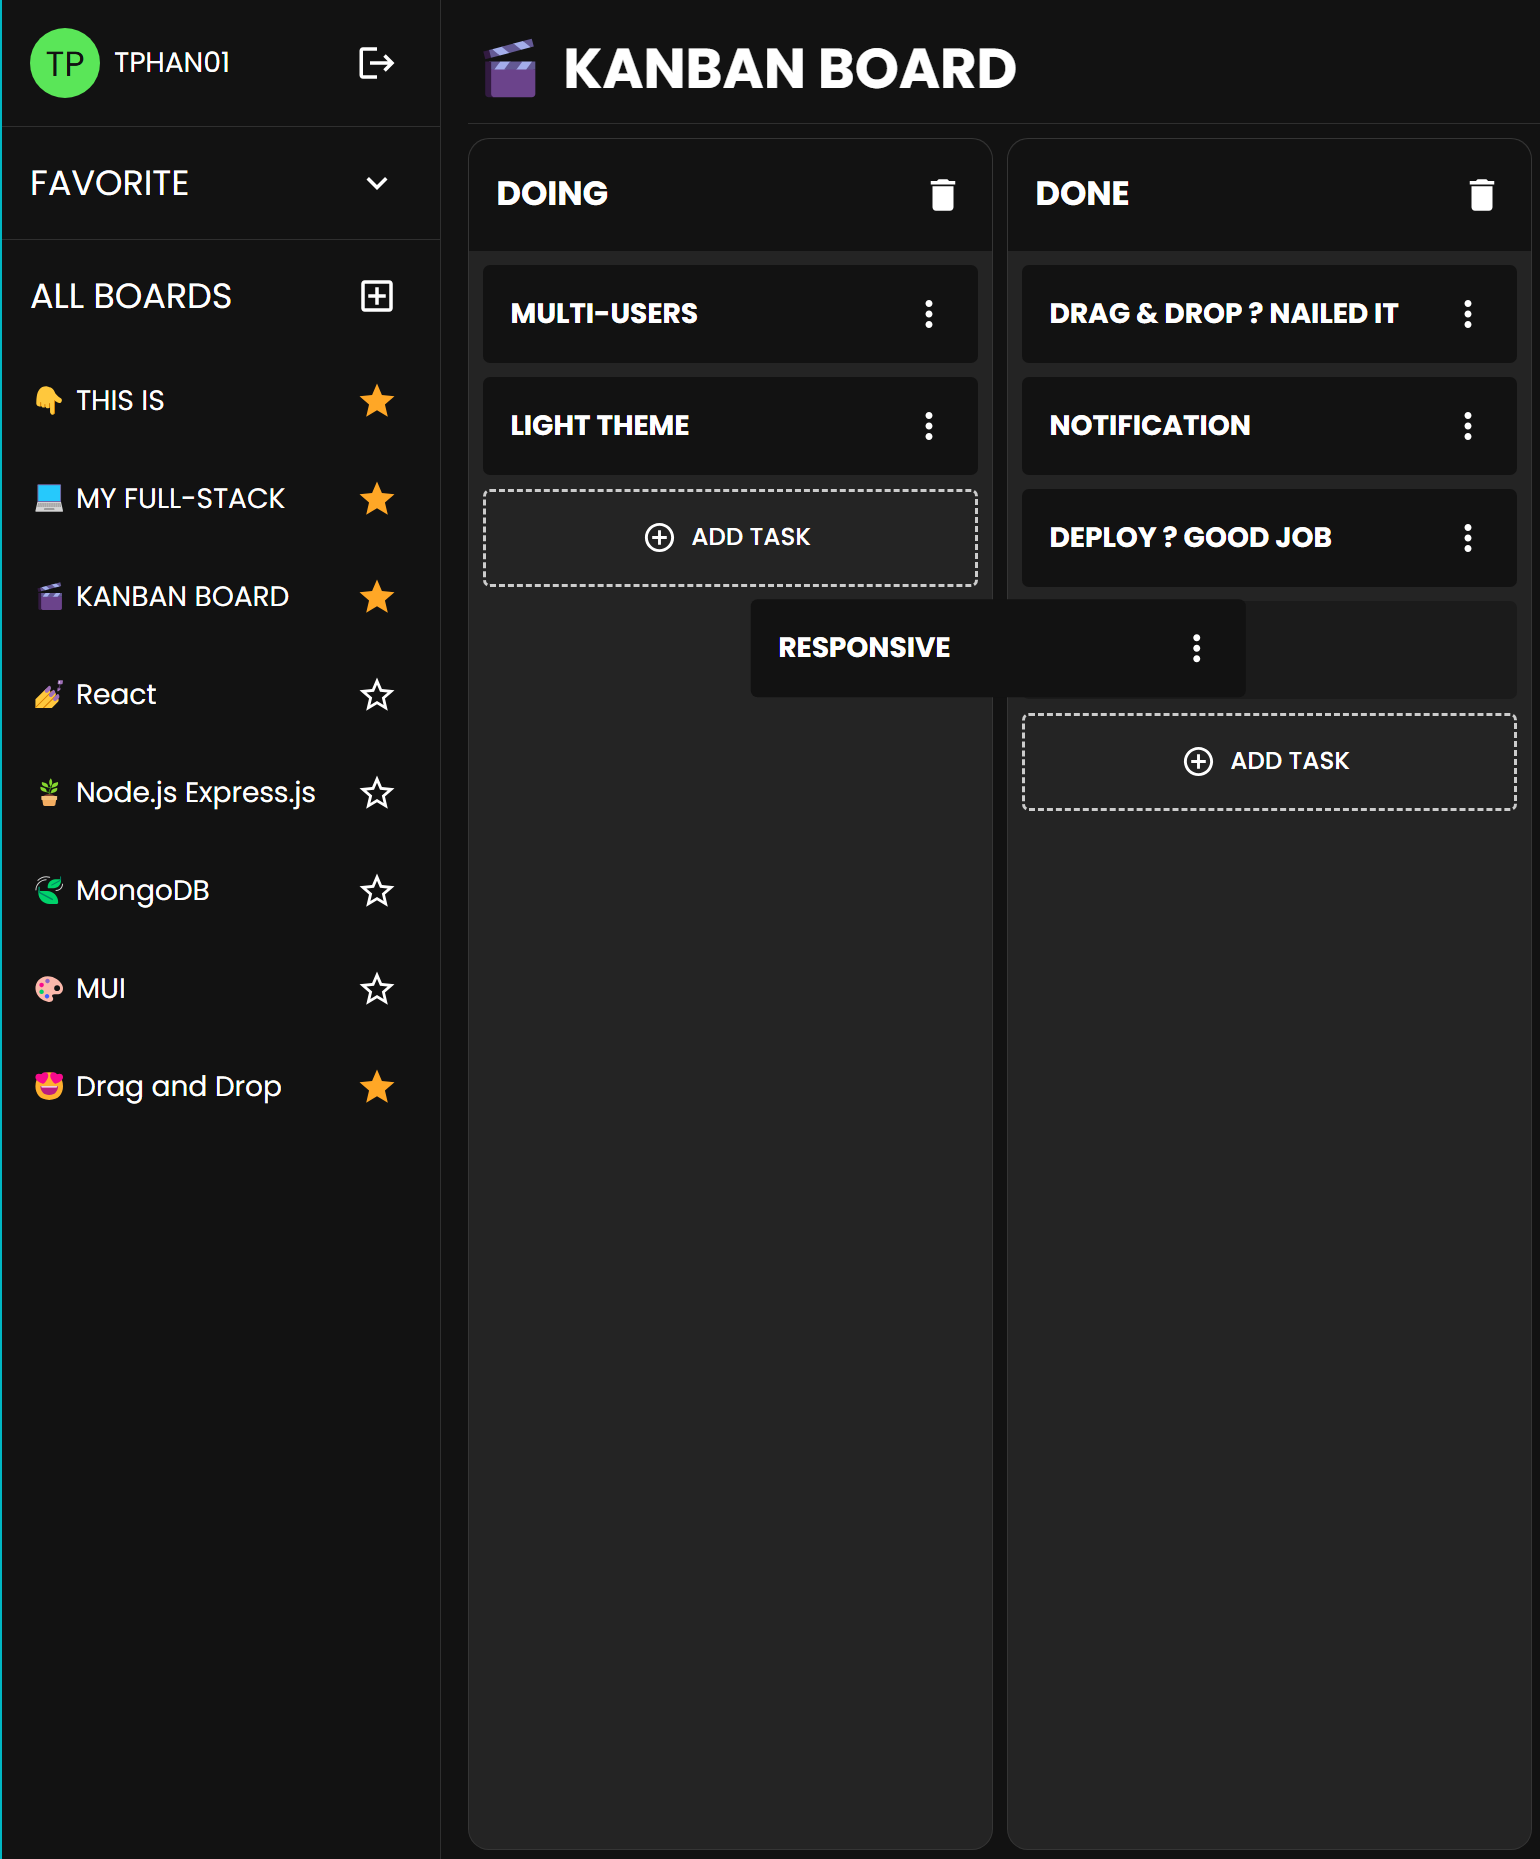 TP TPHAN01
FAVORITE
ALL BOARDS
THIS IS
MY FULL-STACK
KANBAN BOARD
React
Node.js Express.js
MongoDB
MUI
Drag and Drop
KANBAN BOARD
DOING
MULTI-USERS
LIGHT THEME
ADD TASK
RESPONSIVE
DONE
DRAG & DROP ? NAILED IT
NOTIFICATION
DEPLOY ? GOOD JOB
ADD TASK